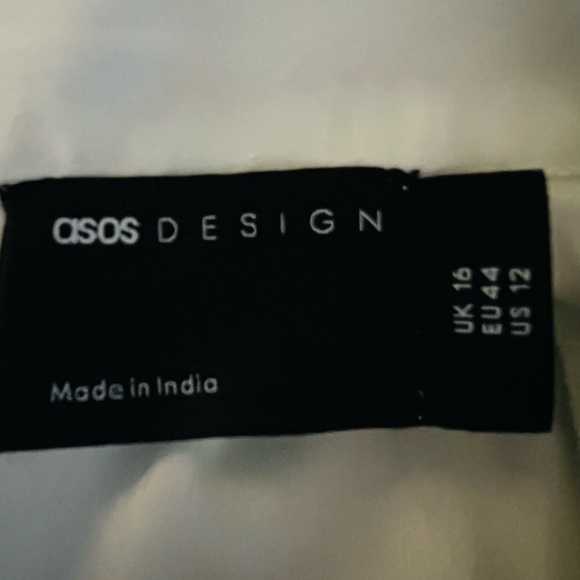 asos DESIGN
Made in India
UK 16
EU 44
US 12